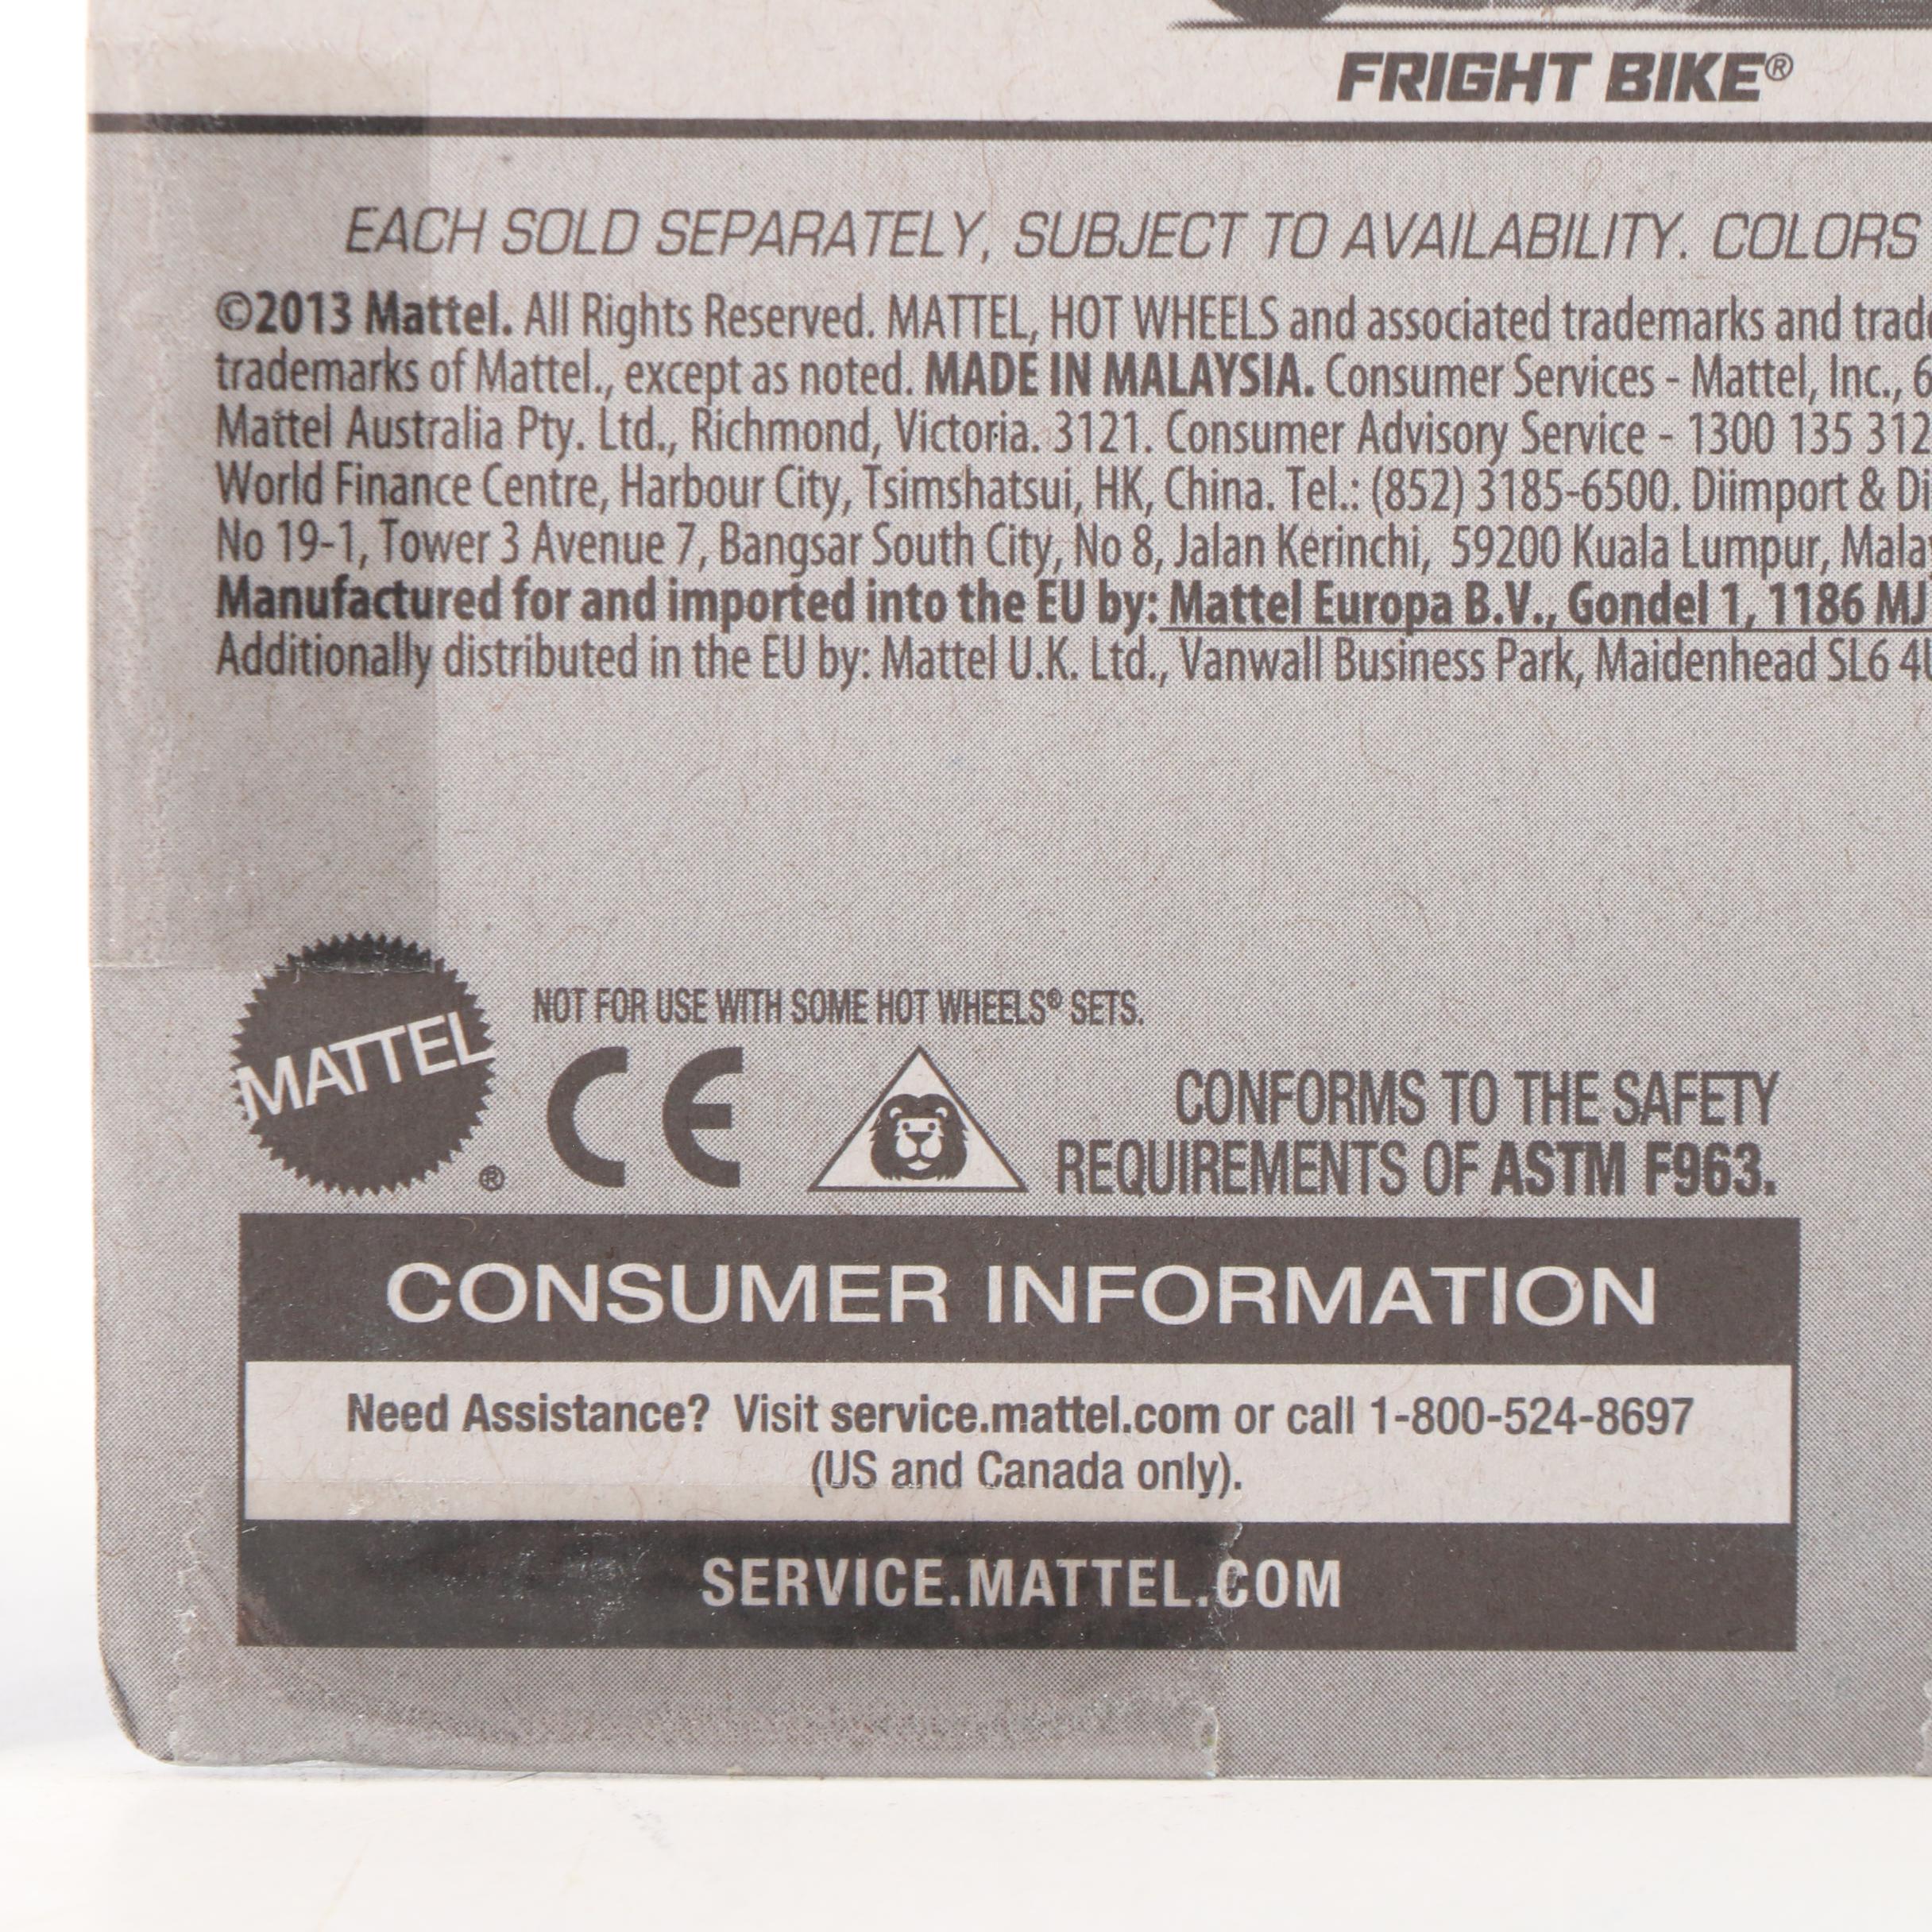 FRIGHT BIKE®
EACH SOLD SEPARATELY, SUBJECT TO AVAILABILITY. COLORS
©2013 Mattel. All Rights Reserved. MATTEL, HOT WHEELS and associated trademarks and trad
trademarks of Mattel., except as noted. MADE IN MALAYSIA. Consumer Services - Mattel, Inc., 6
Mattel Australia Pty. Ltd., Richmond, Victoria. 3121. Consumer Advisory Service - 1300 135 312
World Finance Centre, Harbour City, Tsimshatsui, HK, China. Tel.: (852) 3185-6500. Diimport & Di
No 19-1, Tower 3 Avenue 7, Bangsar South City, No 8, Jalan Kerinchi, 59200 Kuala Lumpur, Malay
Manufactured for and imported into the EU by: Mattel Europa B.V., Gondel 1, 1186 MJ
Additionally distributed in the EU by: Mattel U.K. Ltd., Vanwall Business Park, Maidenhead SL6 4U
NOT FOR USE WITH SOME HOT WHEELS® SETS.
MATTEL ®
CE
CONFORMS TO THE SAFETY
REQUIREMENTS OF ASTM F963.
CONSUMER INFORMATION
Need Assistance? Visit service.mattel.com or call 1-800-524-8697
(US and Canada only).
SERVICE.MATTEL.COM